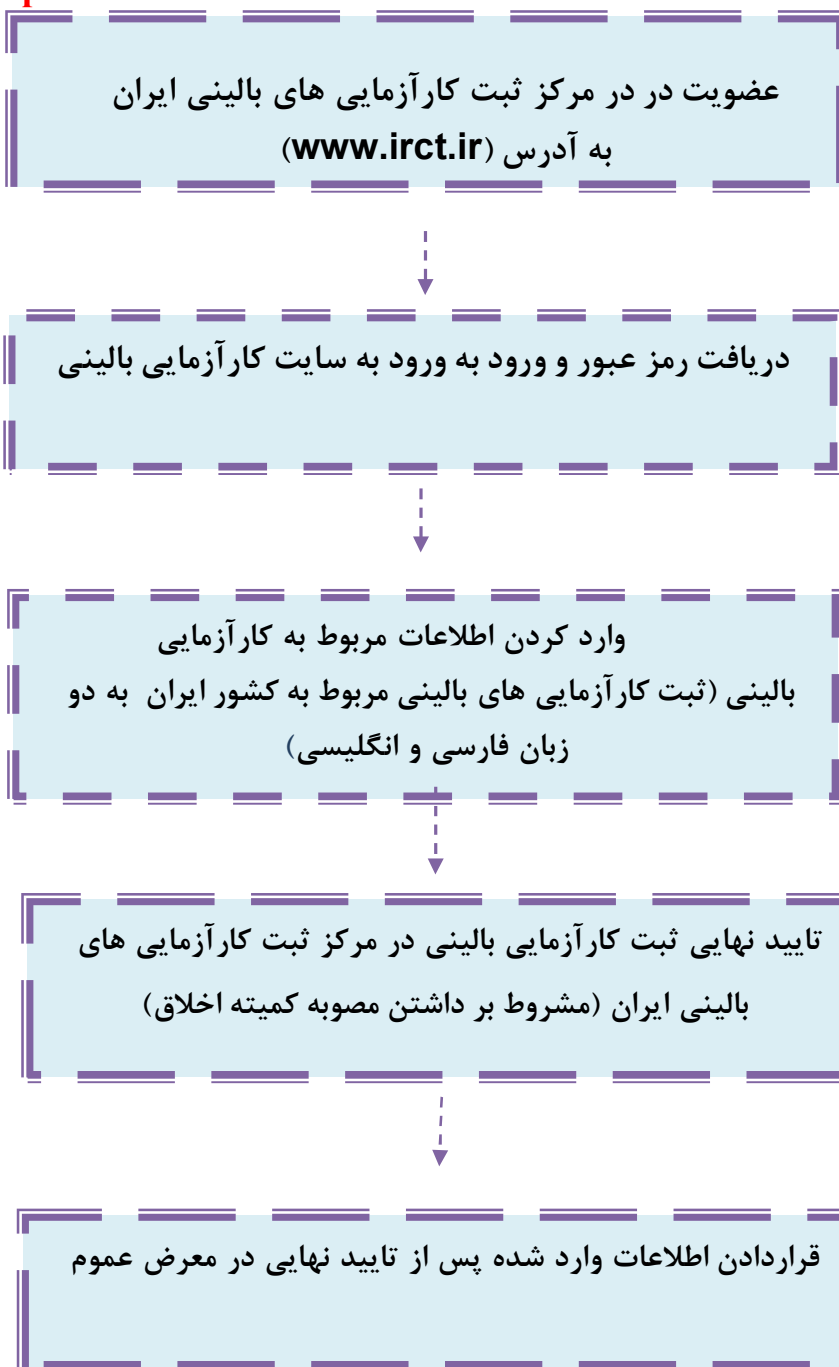 عضویت در در مرکز ثبت کارآزمایی های بالینی ایران
به آدرس (www.irct.ir)
دریافت رمز عبور و ورود به ورود به سایت کارآزمایی بالینی
وارد کردن اطلاعات مربوط به کارآزمایی
بالینی (ثبت کارآزمایی های بالینی مربوط به کشور ایران به دو
زبان فارسی و انگلیسی)
تایید نهایی ثبت کارآزمایی بالینی در مرکز ثبت کارآزمایی های
بالینی ایران (مشروط بر داشتن مصوبه کمیته اخلاق)
قراردادن اطلاعات وارد شده پس از تایید نهایی در معرض عموم